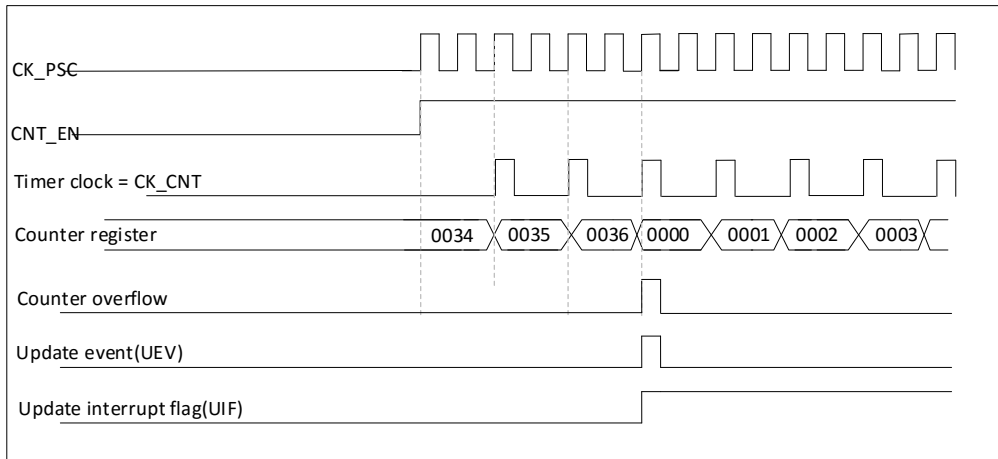 CK_PSC
CNT_EN
Timer clock = CK_CNT
Counter register
0034 0035 0036 0000 0001 0002 0003
Counter overflow
Update event(UEV)
Update interrupt flag(UIF)